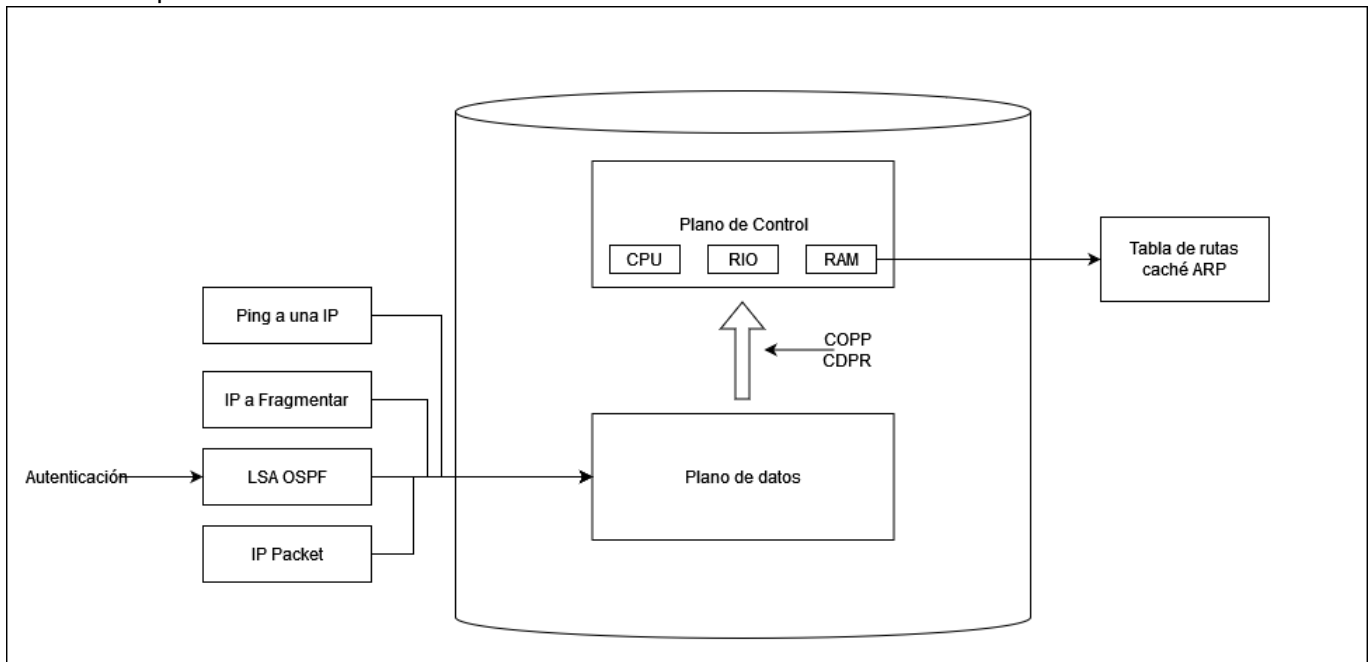 Plano de Control
CPU
RIO
RAM
Tabla de rutas
caché ARP
Ping a una IP
COPP
CDPR
IP a Fragmentar
Autenticación
LSA OSPF
Plano de datos
IP Packet